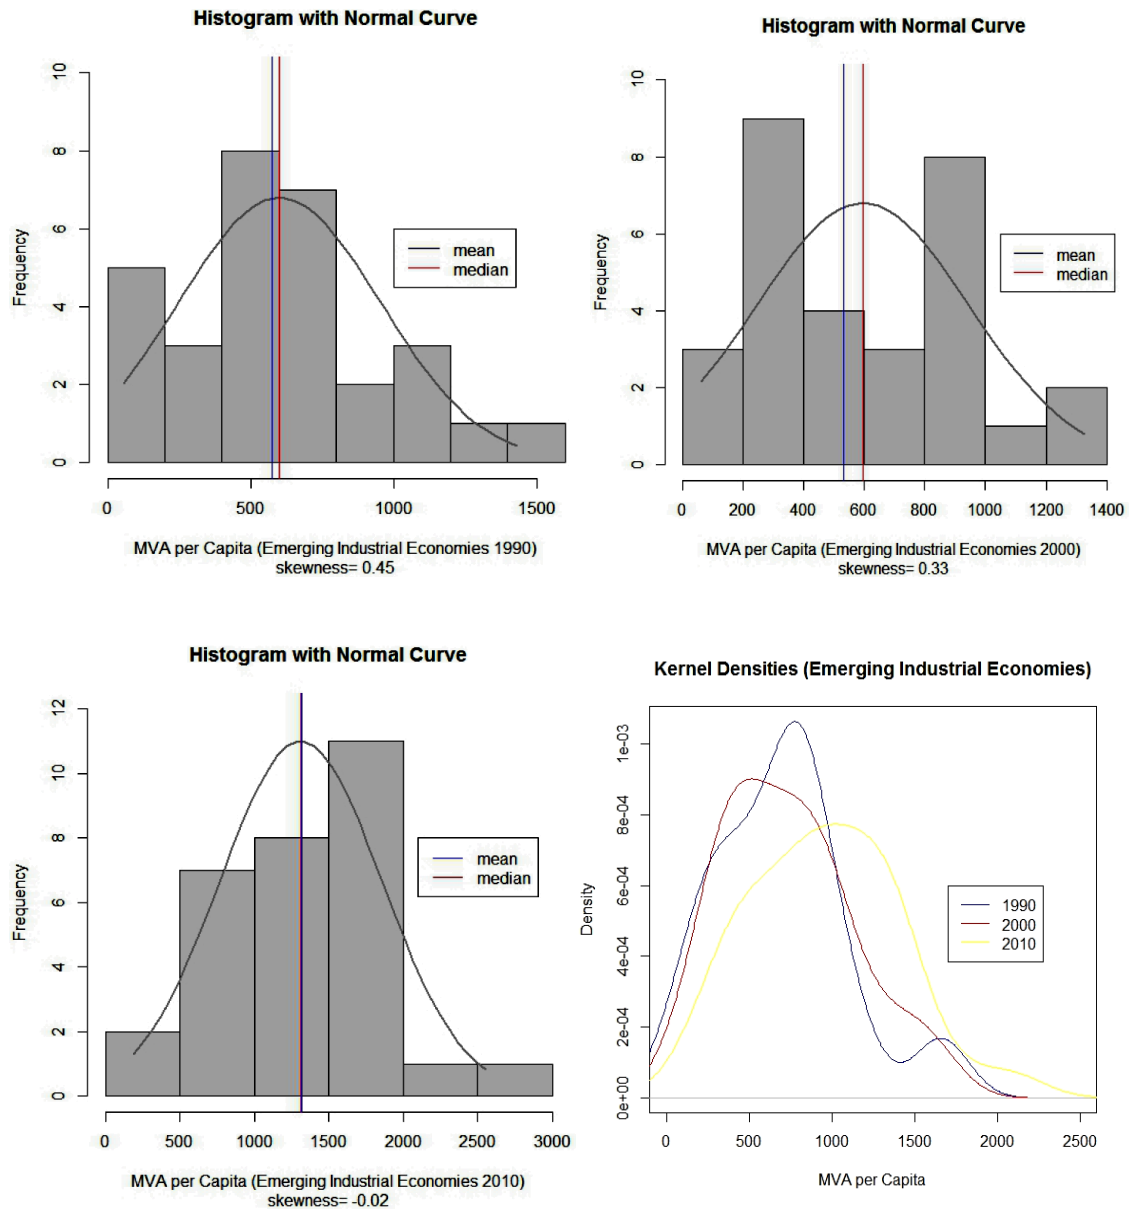 Histogram with Normal Curve
10
8
6
4
2
0
Frequency
mean
median
0
500
1000
1500
MVA per Capita (Emerging Industrial Economies 1990)
skewness= 0.45
Histogram with Normal Curve
10
8
6
4
2
0
Frequency
mean
median
0
200
400
600
800
1000
1200
1400
MVA per Capita (Emerging Industrial Economies 2000)
skewness= 0.33
Histogram with Normal Curve
12
10
8
6
4
2
0
Frequency
mean
median
0
500
1000
1500
2000
2500
3000
MVA per Capita (Emerging Industrial Economies 2010)
skewness= -0.02
Kernel Densities (Emerging Industrial Economies)
1e-03
8e-04
6e-04
4e-04
2e-04
0e+00
Density
1990
2000
2010
0
500
1000
1500
2000
2500
MVA per Capita